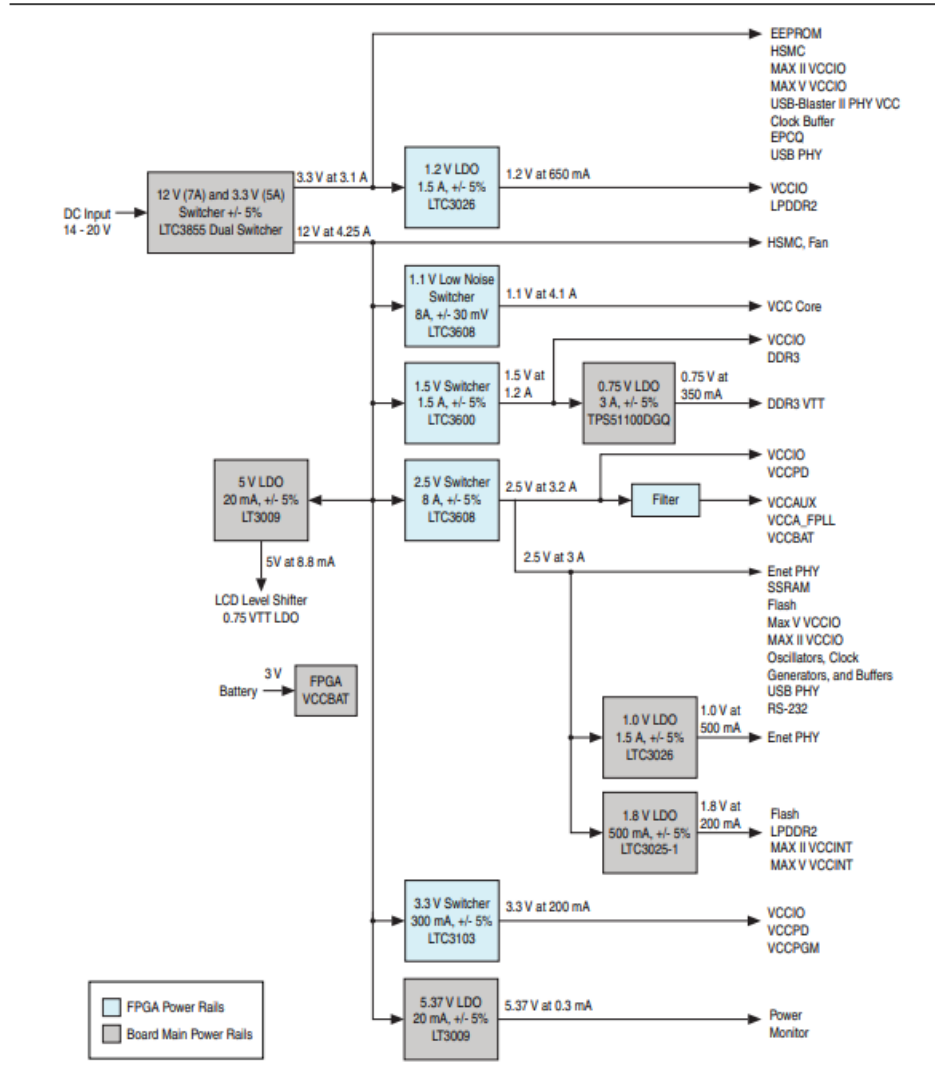 EEPROM
HSMC
MAX II VCCIO
MAX V VCCIO
USB-Blaster II PHY VCC
Clock Buffer
EPCQ
USB PHY
DC Input
14 - 20 V
12 V (7A) and 3.3 V (5A)
Switcher +/- 5%
LTC3855 Dual Switcher
3.3 V at 3.1 A
1.2 V LDO
1.5 A, +/- 5%
LTC3026
1.2 V at 650 mA
VCCIO
LPDDR2
12 V at 4.25 A
HSMC, Fan
1.1 V Low Noise
Switcher
8A, +/- 30 mV
LTC3608
1.1 V at 4.1 A
VCC Core
1.5 V Switcher
1.5 A, +/- 5%
LTC3600
1.5 V at
1.2 A
VCCIO
DDR3
0.75 V LDO
3 A, +/- 5%
TPS51100DGQ
0.75 V at
350 mA
DDR3 VTT
5 V LDO
20 mA, +/- 5%
LT3009
5V at 8.8 mA
LCD Level Shifter
0.75 VTT LDO
2.5 V Switcher
8 A, +/- 5%
LTC3608
2.5 V at 3.2 A
VCCIO
VCCPD
Filter
VCCAUX
VCCA_FPLL
VCCBAT
2.5 V at 3 A
Enet PHY
SSRAM
Flash
Max V VCCIO
MAX II VCCIO
Oscillators, Clock
Generators, and Buffers
USB PHY
RS-232
Battery
3 V
FPGA
VCCBAT
1.0 V LDO
1.5 A, +/- 5%
LTC3026
1.0 V at
500 mA
Enet PHY
1.8 V LDO
500 mA, +/- 5%
LTC3025-1
1.8 V at
200 mA
Flash
LPDDR2
MAX II VCCINT
MAX V VCCINT
3.3 V Switcher
300 mA, +/- 5%
LTC3103
3.3 V at 200 mA
VCCIO
VCCPD
VCCPGM
5.37 V LDO
20 mA, +/- 5%
LT3009
5.37 V at 0.3 mA
Power
Monitor
FPGA Power Rails
Board Main Power Rails